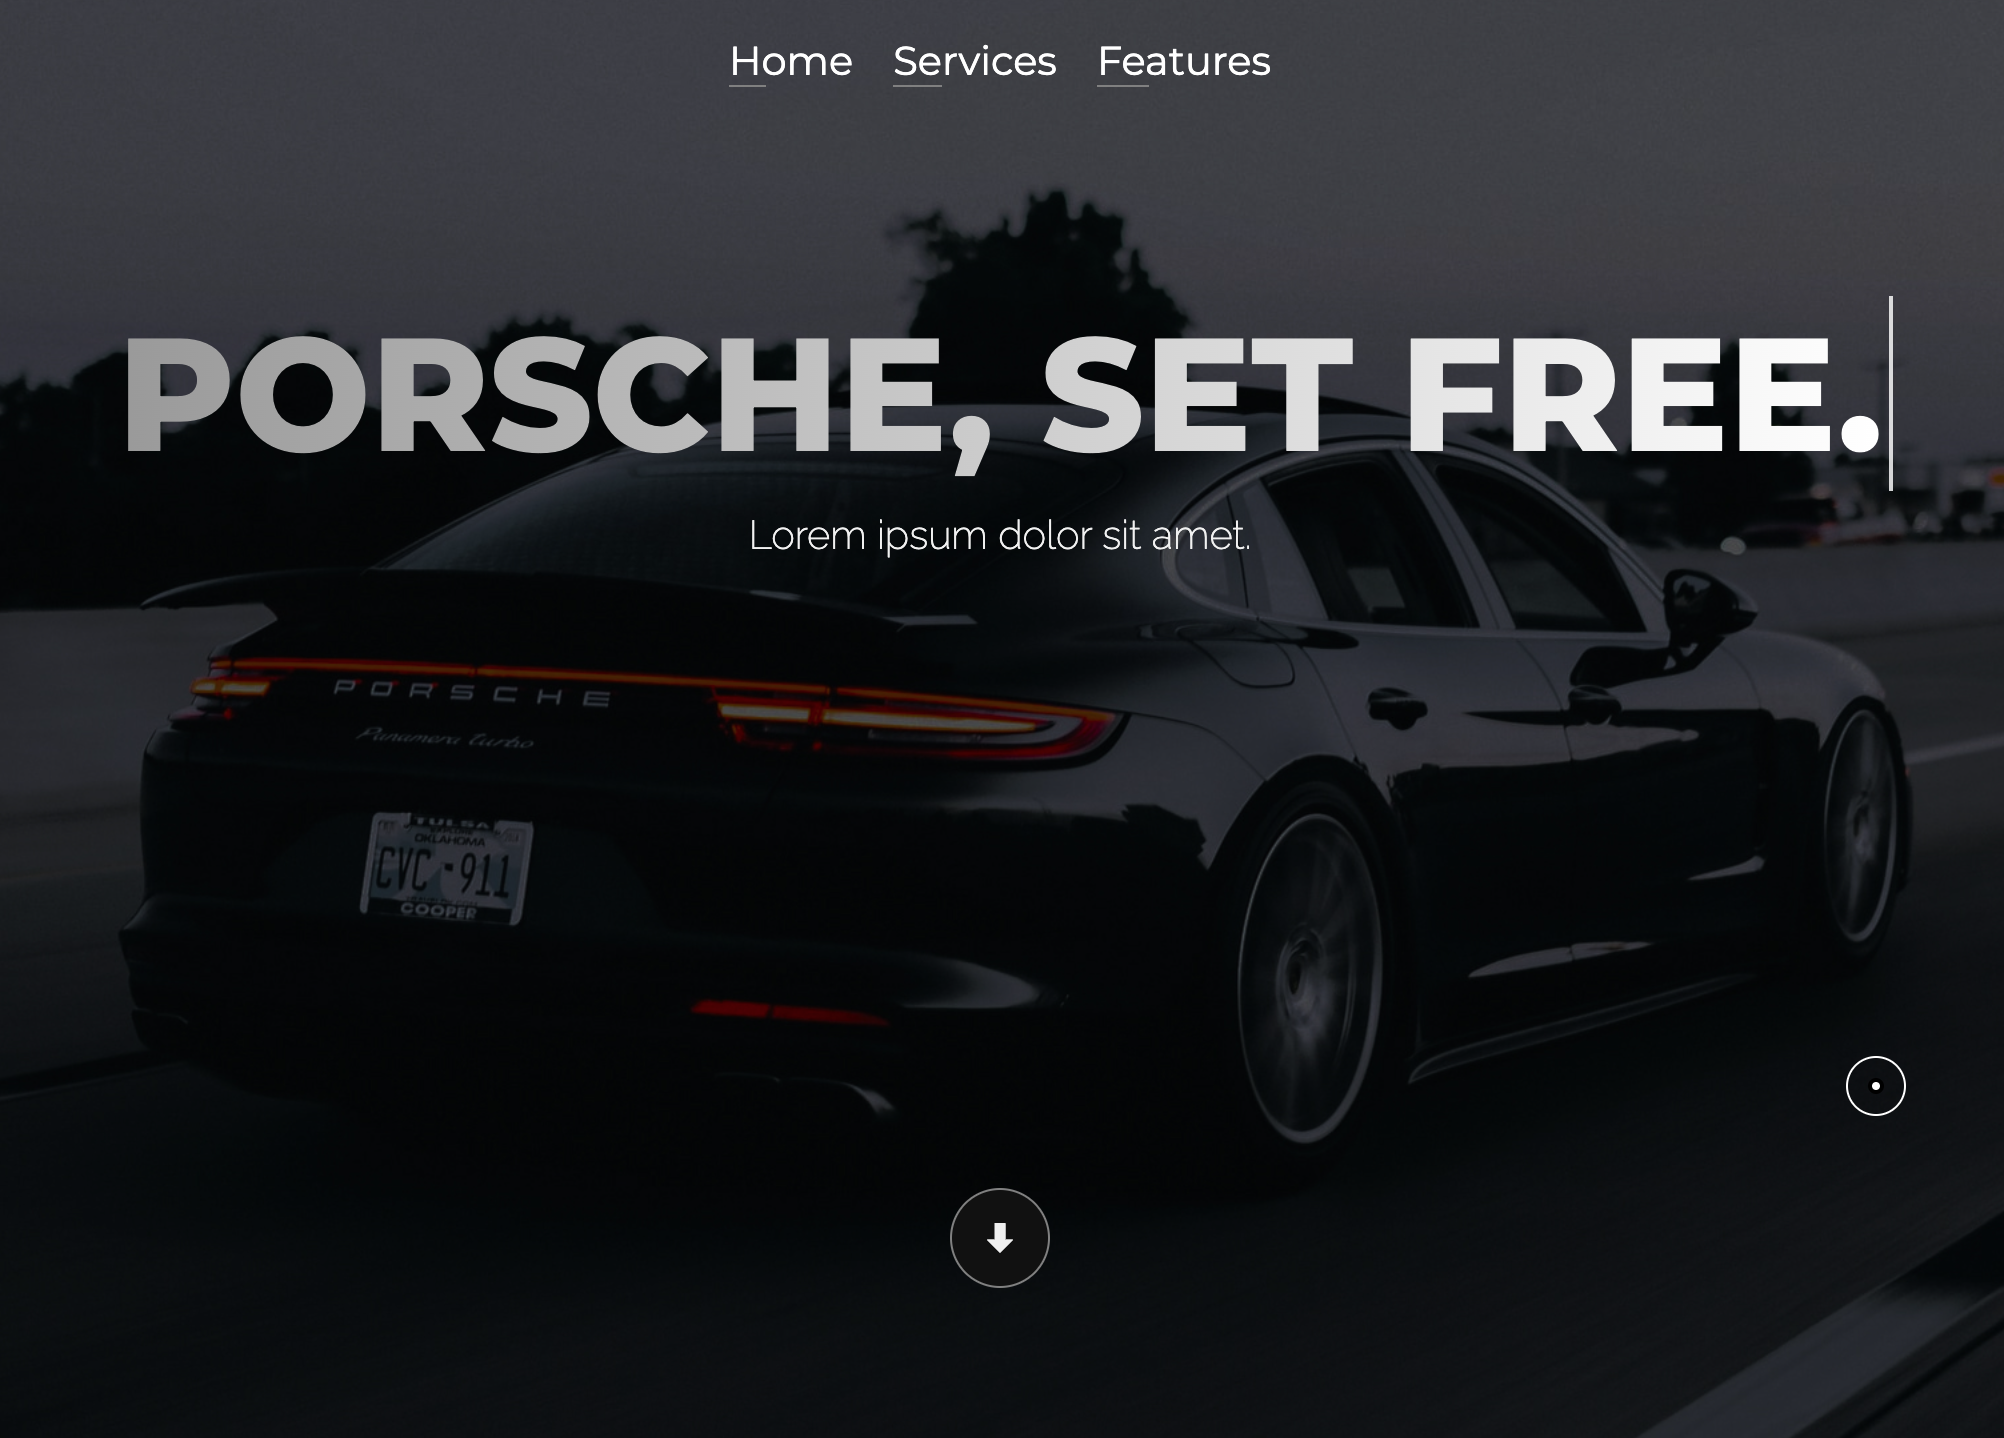 Home Services Features
PORSCHE, SET FREE.
Lorem ipsum dolor sit amet.
PORSCHE
Panamera turbo
TULSA
OKLAHOMA
CVC-911
COOPER